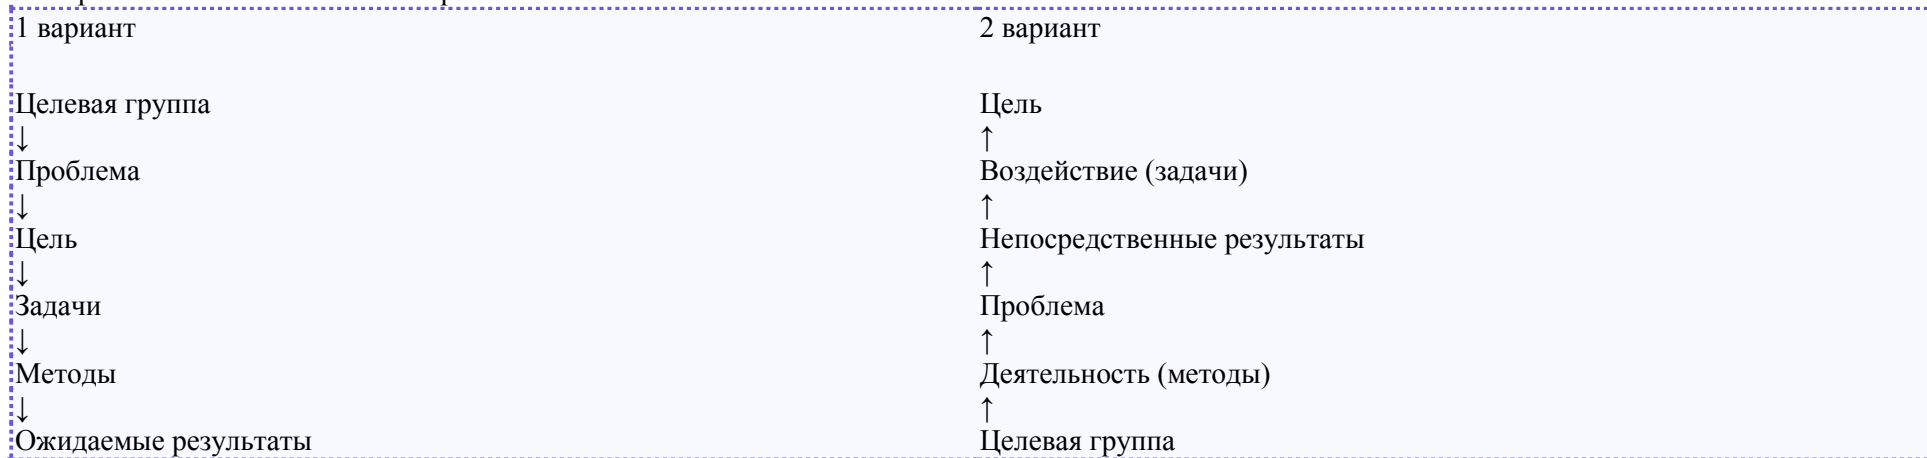 1 вариант
2 вариант
Целевая группа
↓
Проблема
↓
Цель
↓
Задачи
↓
Методы
↓
Ожидаемые результаты
Цель
↑
Воздействие (задачи)
↑
Непосредственные результаты
↑
Проблема
↑
Деятельность (методы)
↑
Целевая группа